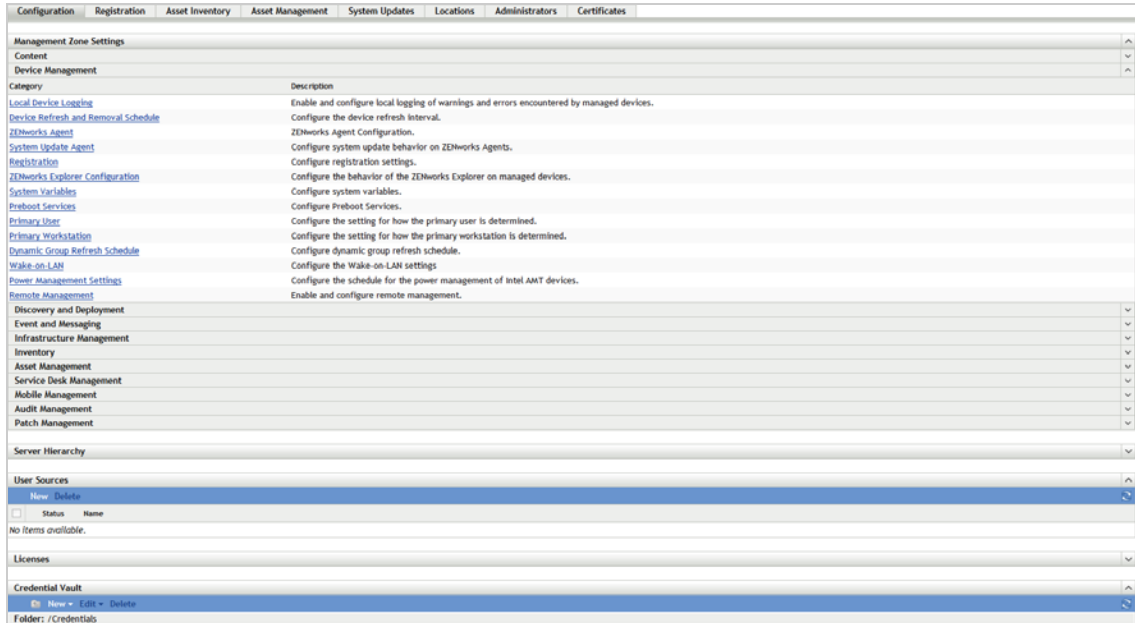 Configuration Registration Asset Inventory Asset Management System Updates Locations Administrators Certificates
Management Zone Settings
Content
Device Management
Category Description
Local Device Logging Enable and configure local logging of warnings and errors encountered by managed devices.
Device Refresh and Removal Schedule Configure the device refresh interval.
ZENworks Agent ZENworks Agent Configuration.
System Update Agent Configure system update behavior on ZENworks Agents.
Registration Configure registration settings.
ZENworks Explorer Configuration Configure the behavior of the ZENworks Explorer on managed devices.
System Variables Configure system variables.
Preboot Services Configure Preboot Services.
Primary User Configure the setting for how the primary user is determined.
Primary Workstation Configure the setting for how the primary workstation is determined.
Dynamic Group Refresh Schedule Configure dynamic group refresh schedule.
Wake-on-LAN Configure the Wake-on-LAN settings
Power Management Settings Configure the schedule for the power management of Intel AMT devices.
Remote Management Enable and configure remote management.
Discovery and Deployment
Event and Messaging
Infrastructure Management
Inventory
Asset Management
Service Desk Management
Mobile Management
Audit Management
Patch Management
Server Hierarchy
User Sources
New Delete
Status Name
No items available.
Licenses
Credential Vault
New Edit Delete
Folder: /Credentials